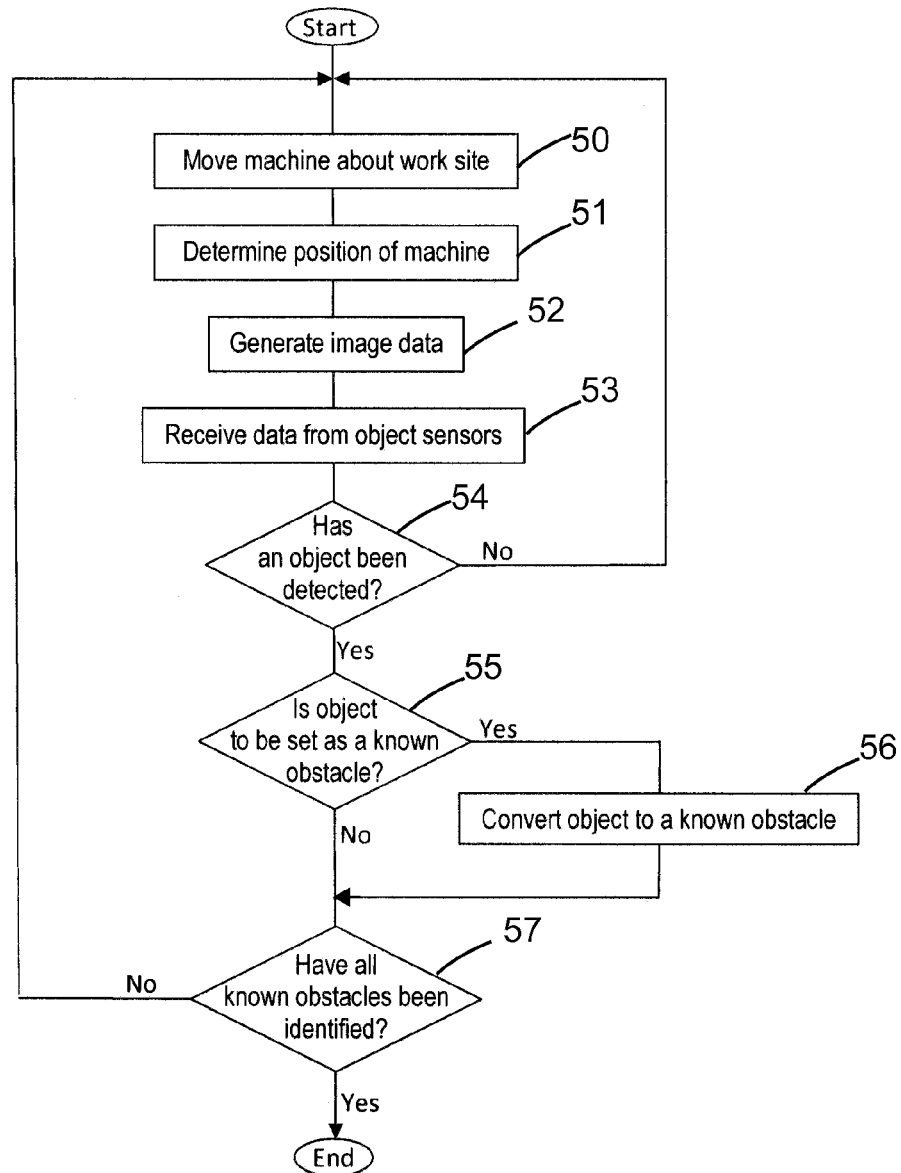 Start
50
Move machine about work site
51
Determine position of machine
52
Generate image data
53
Receive data from object sensors
54
Has
an object been
detected?
No
Yes
55
Is object
to be set as a known
obstacle?
Yes
56
Convert object to a known obstacle
No
57
Have all
known obstacles been
identified?
No
Yes
End